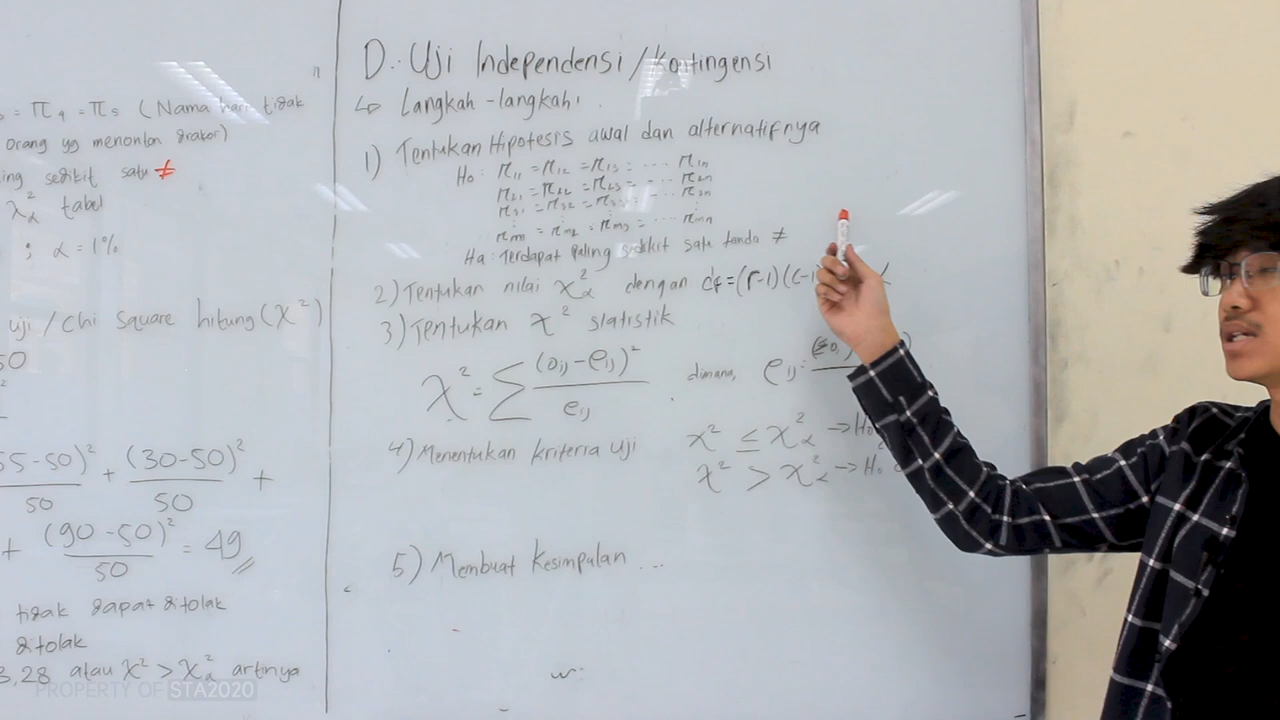 = π₄ = π₅ (Nama hari tidak
orang yg menonton drakor)
ing sedikit satu ≠
χ²α tabel
; α = 1%
uji / Chi Square hitung (χ²)
50
55-50)² + (30-50)² +
50 50
+ (90-50)² = 49
50
tidak dapat ditolak
ditolak
3,28 atau χ² > χ²α artinya
D. Uji Independensi / Kontingensi
↳ Langkah-langkah:
1) Tentukan Hipotesis awal dan alternatifnya
H₀: π₁₁ = π₁₂ = π₁₃ = .... π₁ₙ
π₂₁ = π₂₂ = π₂₃ = .... π₂ₙ
π₃₁ = π₃₂ = π₃₃ = .... π₃ₙ
πₘ₁ = πₘ₂ = πₘ₃ = .... πₘₙ
Ha: Terdapat paling sedikit satu tanda ≠
2) Tentukan nilai χ²α dengan df = (r-1)(c-1
3) Tentukan χ² statistik
χ² = Σ (oij - eij)² / eij dimana, eij =
4) Menentukan kriteria uji χ² ≤ χ²α → H₀
χ² > χ²α → H₀
5) Membuat Kesimpulan ...
PROPERTY OF STA2020